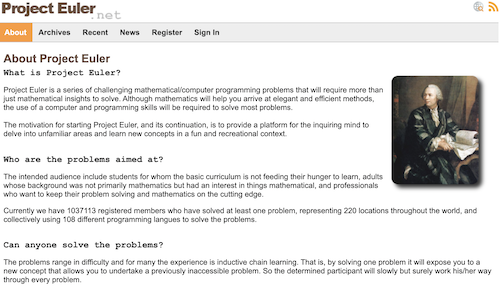 Project Euler
.net
About Archives Recent News Register Sign In
About Project Euler
What is Project Euler?
Project Euler is a series of challenging mathematical/computer programming problems that will require more than
just mathematical insights to solve. Although mathematics will help you arrive at elegant and efficient methods,
the use of a computer and programming skills will be required to solve most problems.
The motivation for starting Project Euler, and its continuation, is to provide a platform for the inquiring mind to
delve into unfamiliar areas and learn new concepts in a fun and recreational context.
Who are the problems aimed at?
The intended audience include students for whom the basic curriculum is not feeding their hunger to learn, adults
whose background was not primarily mathematics but had an interest in things mathematical, and professionals
who want to keep their problem solving and mathematics on the cutting edge.
Currently we have 1037113 registered members who have solved at least one problem, representing 220 locations throughout the world, and
collectively using 108 different programming langues to solve the problems.
Can anyone solve the problems?
The problems range in difficulty and for many the experience is inductive chain learning. That is, by solving one problem it will expose you to a
new concept that allows you to undertake a previously inaccessible problem. So the determined participant will slowly but surely work his/her way
through every problem.